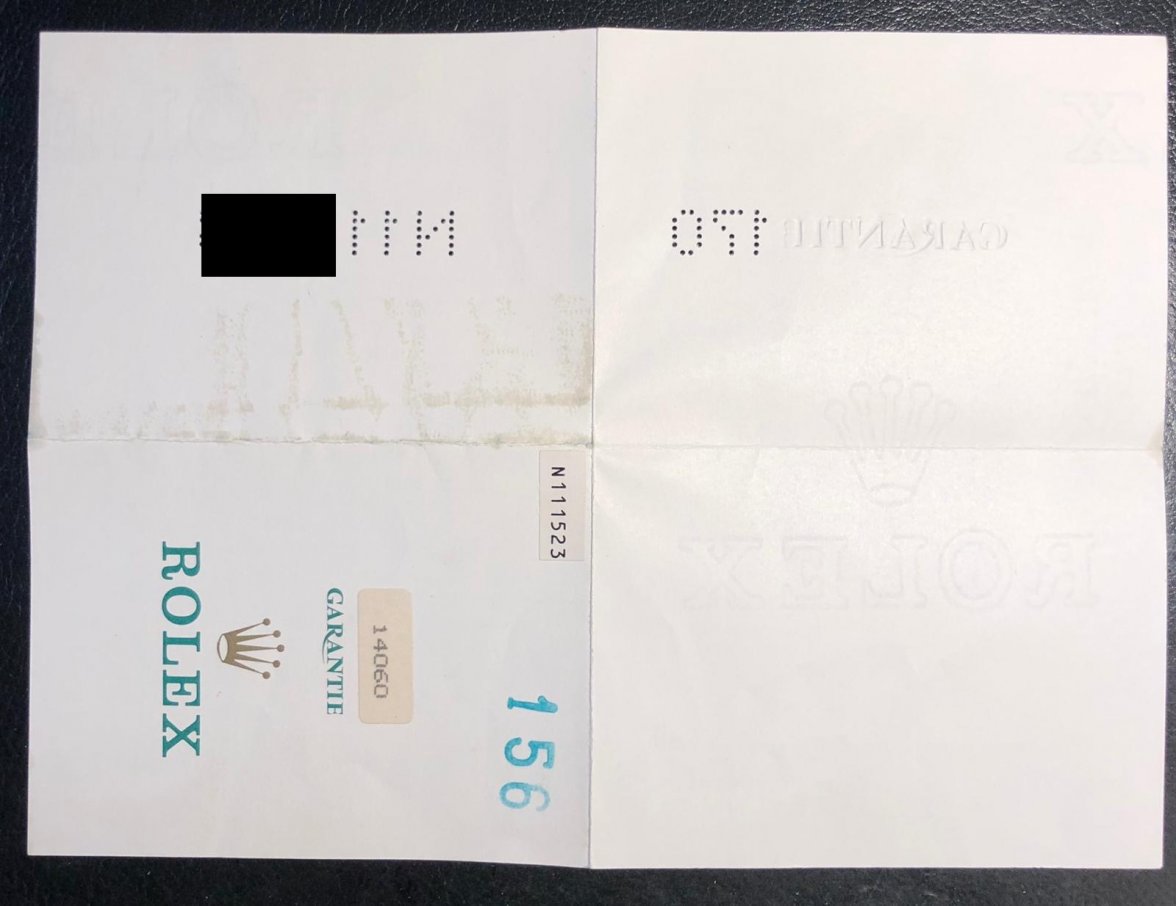 N11
170
GARANTIE
ROLEX
N111523
156
14060
GARANTIE
ROLEX